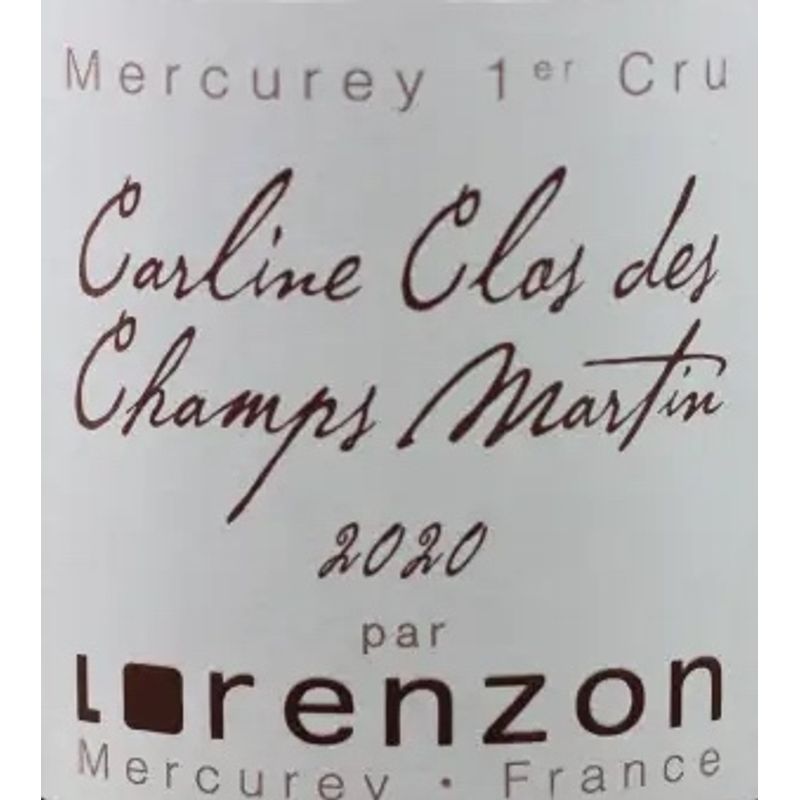 Mercurey 1er Cru
Carline Clos des
Champs Martin
2020
par
Lorenzon
Mercurey • France